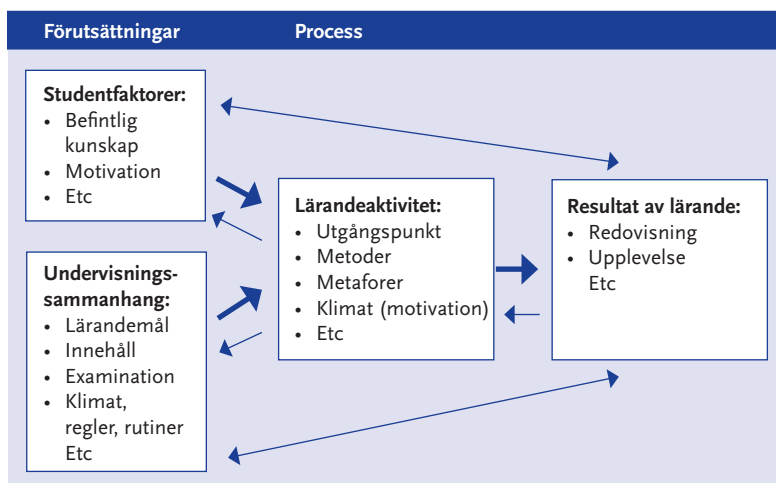 Förutsättningar
Process
Studentfaktorer:
• Befintlig
kunskap
• Motivation
• Etc
Undervisnings-
sammanhang:
• Lärandemål
• Innehåll
• Examination
• Klimat,
regler, rutiner
Etc
Lärandeaktivitet:
• Utgångspunkt
• Metoder
• Metaforer
• Klimat (motivation)
• Etc
Resultat av lärande:
• Redovisning
• Upplevelse
Etc